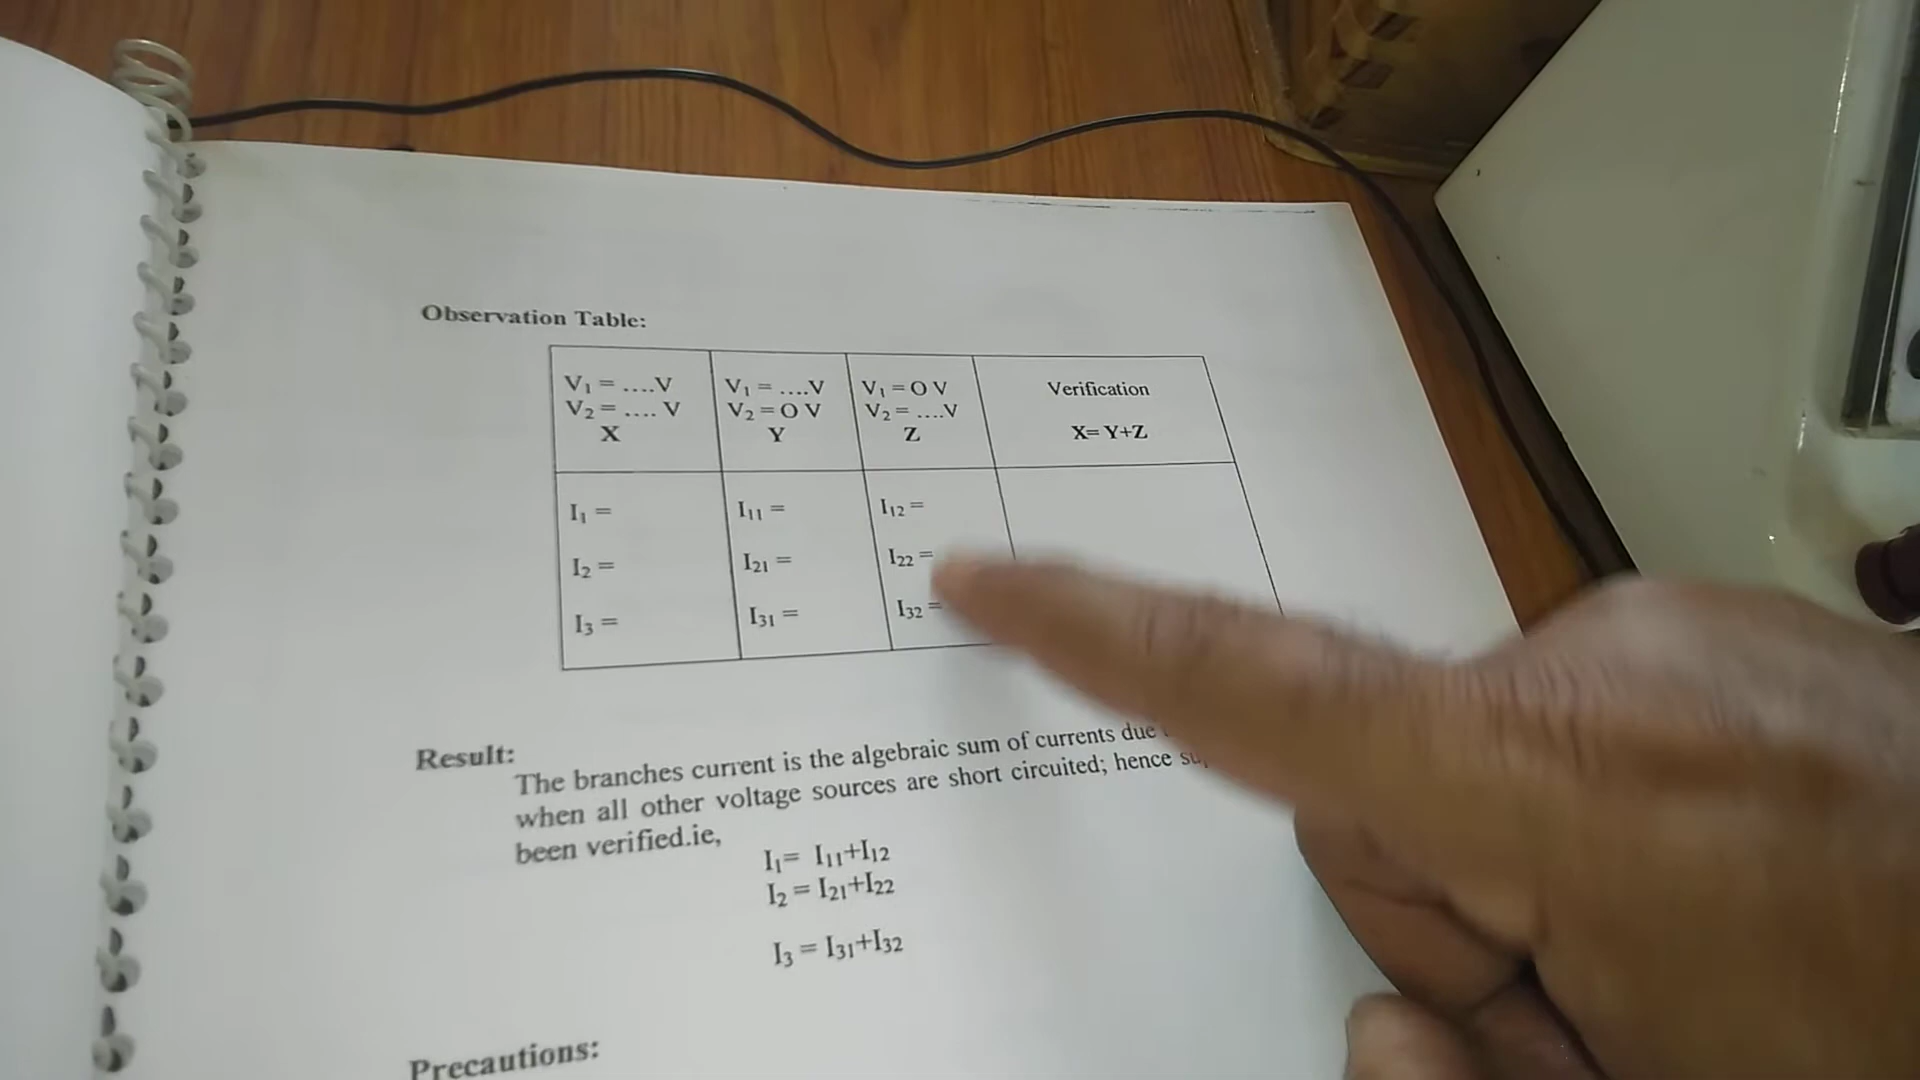 Observation Table:
V₁ = ....V
V₂ = .... V
X
V₁ = ....V
V₂ = O V
Y
V₁ = O V
V₂ = ....V
Z
Verification
X= Y+Z
I₁ =
I₂ =
I₃ =
I₁₁ =
I₂₁ =
I₃₁ =
I₁₂ =
I₂₂ =
I₃₂ =
Result:
The branches current is the algebraic sum of currents due
when all other voltage sources are short circuited; hence
been verified.ie,
I₁= I₁₁+I₁₂
I₂ = I₂₁+I₂₂
I₃ = I₃₁+I₃₂
Precautions: